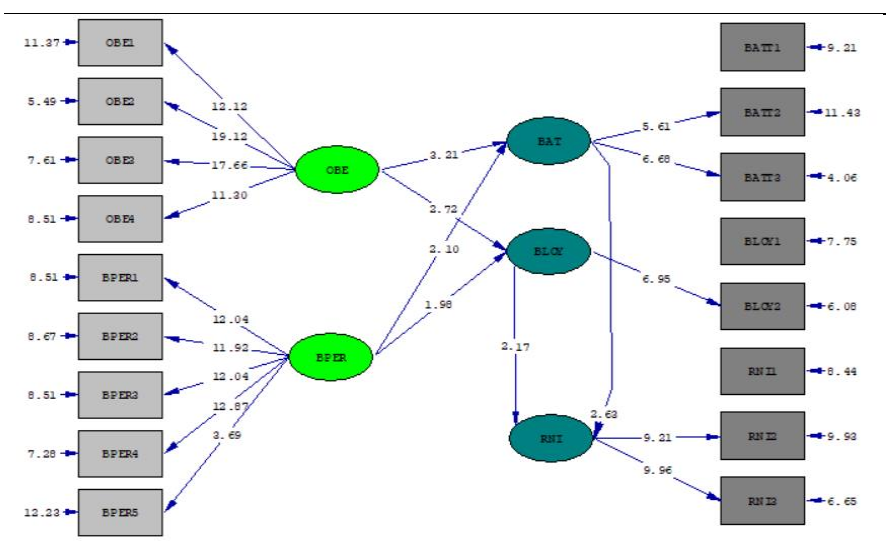 11.37 OBE1
5.49 OBE2
7.61 OBE3
8.51 OBE4
8.51 BPER1
8.67 BPER2
8.51 BPER3
7.28 BPER4
12.23 BPER5
12.12
19.12
17.66
11.30
12.04
11.92
12.04
12.87
3.69
OBE
BPER
3.21
2.72
2.10
1.98
BAT
BLOY
RNI
2.17
2.63
5.61
6.68
6.95
9.21
9.96
BATT1 9.21
BATT2 11.43
BATT3 4.06
BLOY1 7.75
BLOY2 6.08
RNI1 8.44
RNI2 9.93
RNI3 6.65